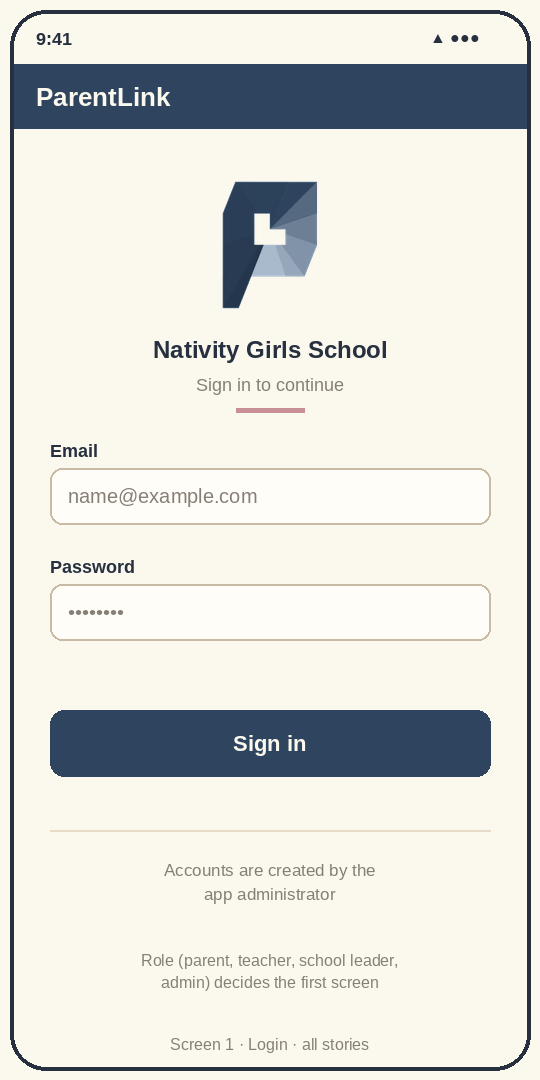 9:41
ParentLink
Nativity Girls School
Sign in to continue
Email
name@example.com
Password
••••••••
Sign in
Accounts are created by the
app administrator
Role (parent, teacher, school leader,
admin) decides the first screen
Screen 1 · Login · all stories